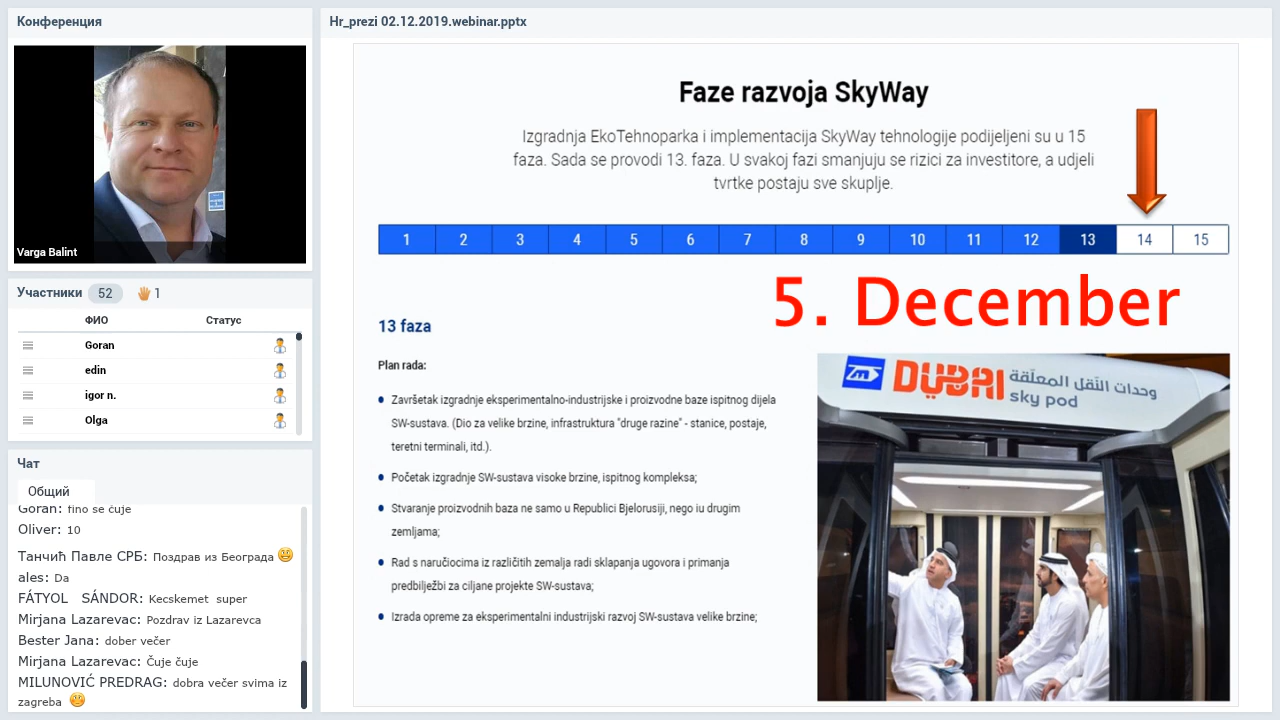 Конференция
Varga Balint
Участники 52 1
ФИО Статус
Goran
edin
igor n.
Olga
Чат
Общий
Goran: fino se čuje
Oliver: 10
Танчић Павле СРБ: Поздрав из Београда
ales: Da
FÁTYOL SÁNDOR: Kecskemet super
Mirjana Lazarevac: Pozdrav iz Lazarevca
Bester Jana: dober večer
Mirjana Lazarevac: Čuje čuje
MILUNOVIĆ PREDRAG: dobra večer svima iz
zagreba
Hr_prezi 02.12.2019.webinar.pptx
Faze razvoja SkyWay
Izgradnja EkoTehnoparka i implementacija SkyWay tehnologije podijeljeni su u 15
faza. Sada se provodi 13. faza. U svakoj fazi smanjuju se rizici za investitore, a udjeli
tvrtke postaju sve skuplje.
1 2 3 4 5 6 7 8 9 10 11 12 13 14 15
5. December
13 faza
Plan rada:
Završetak izgradnje eksperimentalno-industrijske i proizvodne baze ispitnog dijela
SW-sustava. (Dio za velike brzine, infrastruktura "druge razine" - stanice, postaje,
teretni terminali, itd.).
Početak izgradnje SW-sustava visoke brzine, ispitnog kompleksa;
Stvaranje proizvodnih baza ne samo u Republici Bjelorusiji, nego iu drugim
zemljama;
Rad s naručiocima iz različitih zemalja radi sklapanja ugovora i primanja
predbilježbi za ciljane projekte SW-sustava;
Izrada opreme za eksperimentalni industrijski razvoj SW-sustava velike brzine;
DUBAI وحدات النّقل المعلّقة
sky pod